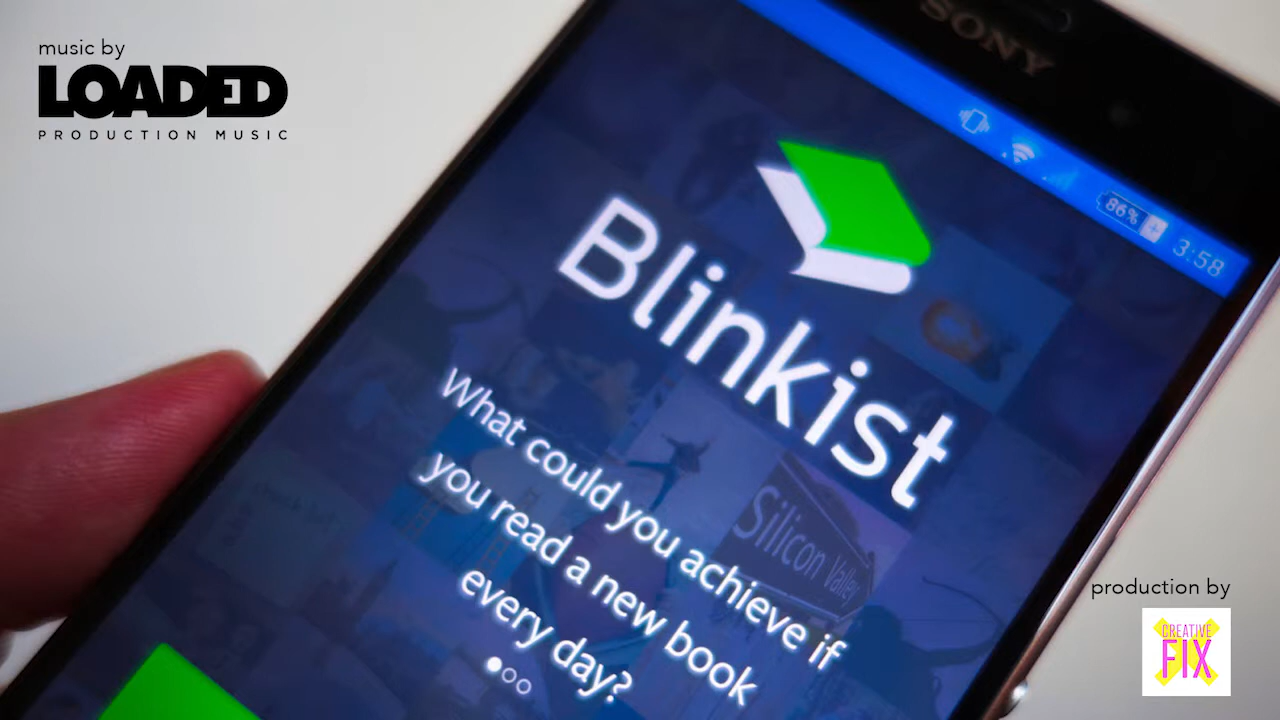 music by
LOADED
PRODUCTION MUSIC
SONY
86%
3:58
Blinkist
What could you achieve if
you read a new book
every day?
Silicon Valley
production by
CREATIVE
FIX